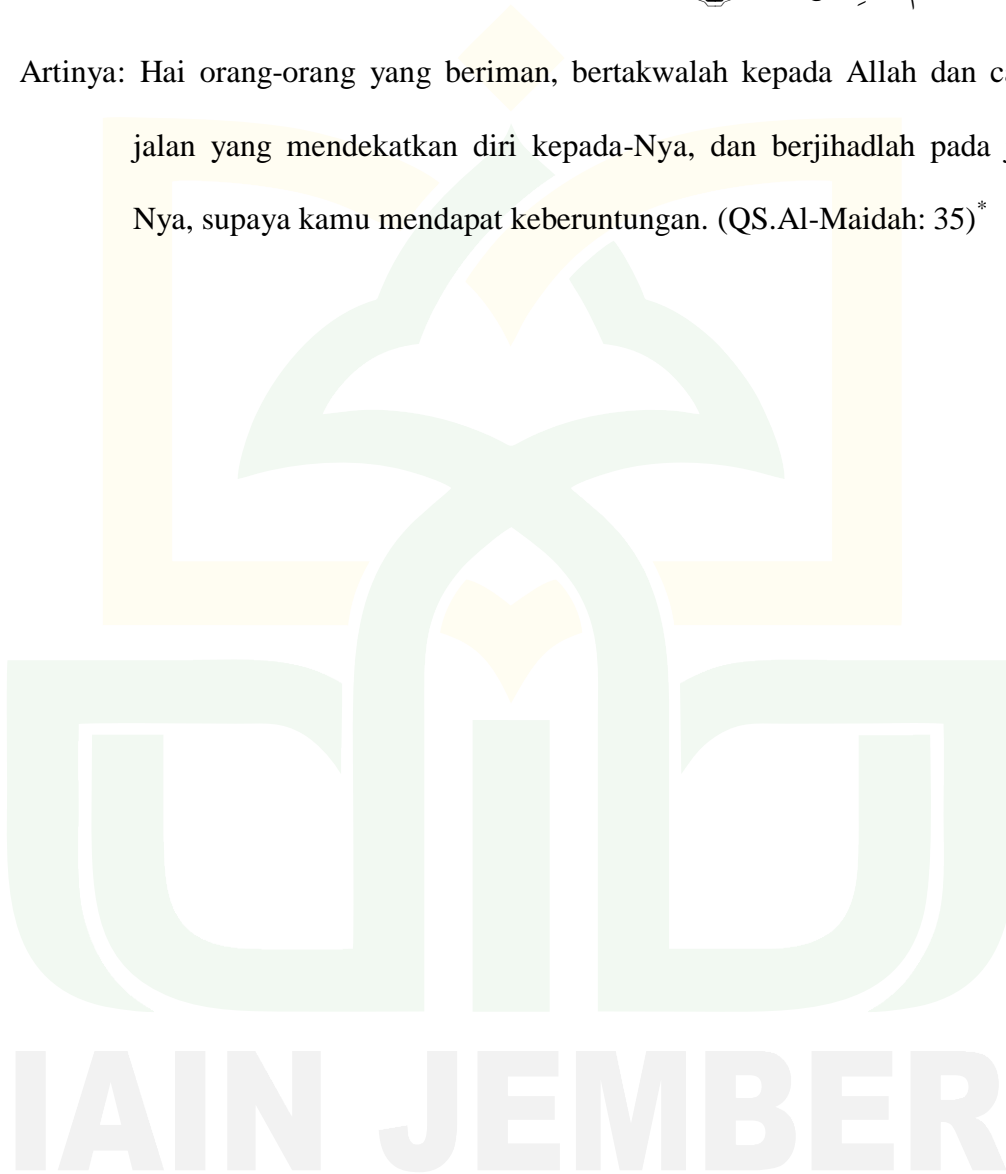 Artinya: Hai orang-orang yang beriman, bertakwalah kepada Allah dan
jalan yang mendekatkan diri kepada-Nya, dan berjihadlah pada
Nya, supaya kamu mendapat keberuntungan. (QS.Al-Maidah: 35)*
IAIN JEMBER